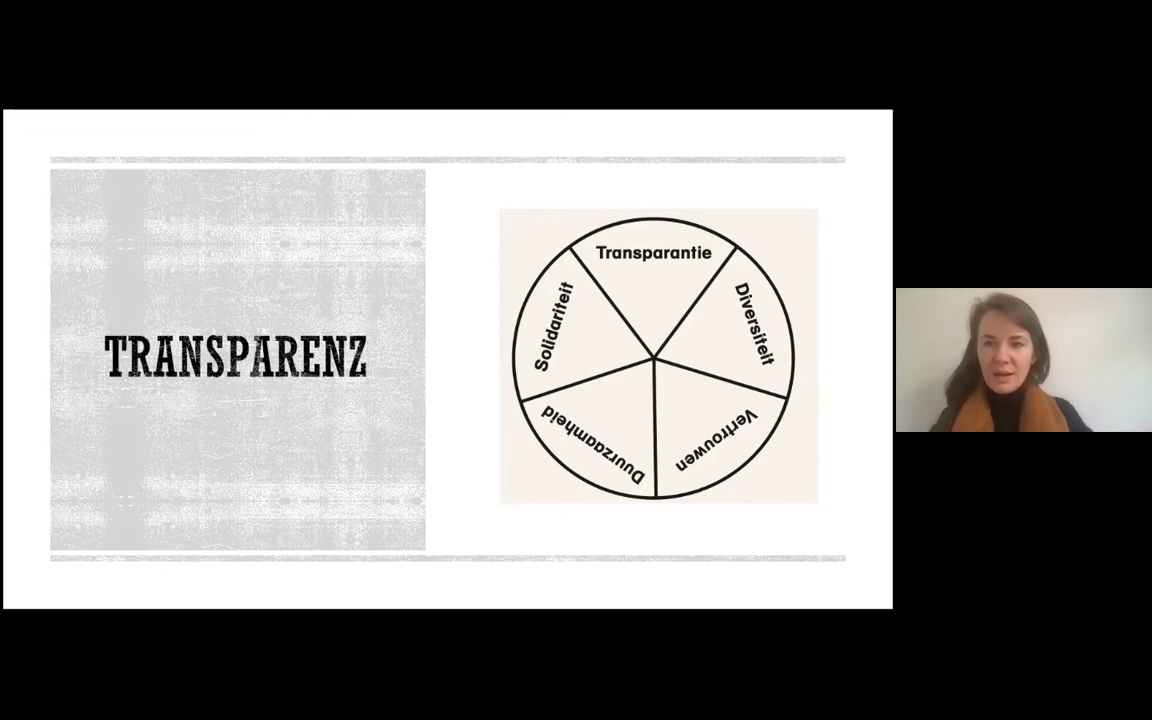 TRANSPARENZ
Transparantie
Diversiteit
Vertrouwen
Duurzaamheid
Solidariteit